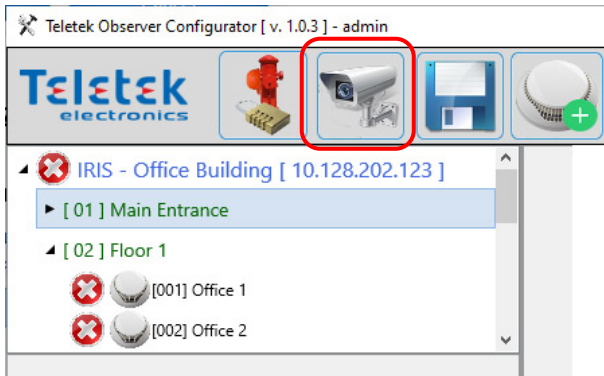 Teletek Observer Configurator [ v. 1.0.3 ] - admin
Teletek
electronics
IRIS - Office Building [ 10.128.202.123 ]
[ 01 ] Main Entrance
[ 02 ] Floor 1
[001] Office 1
[002] Office 2